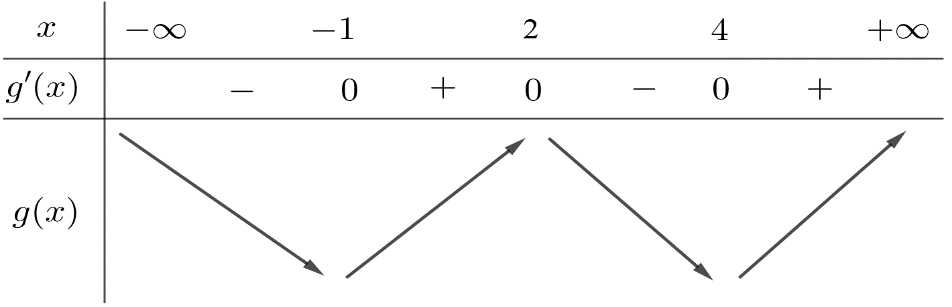 x −∞ −1 2 4 +∞
g′(x) − 0 + 0 − 0 +
g(x)